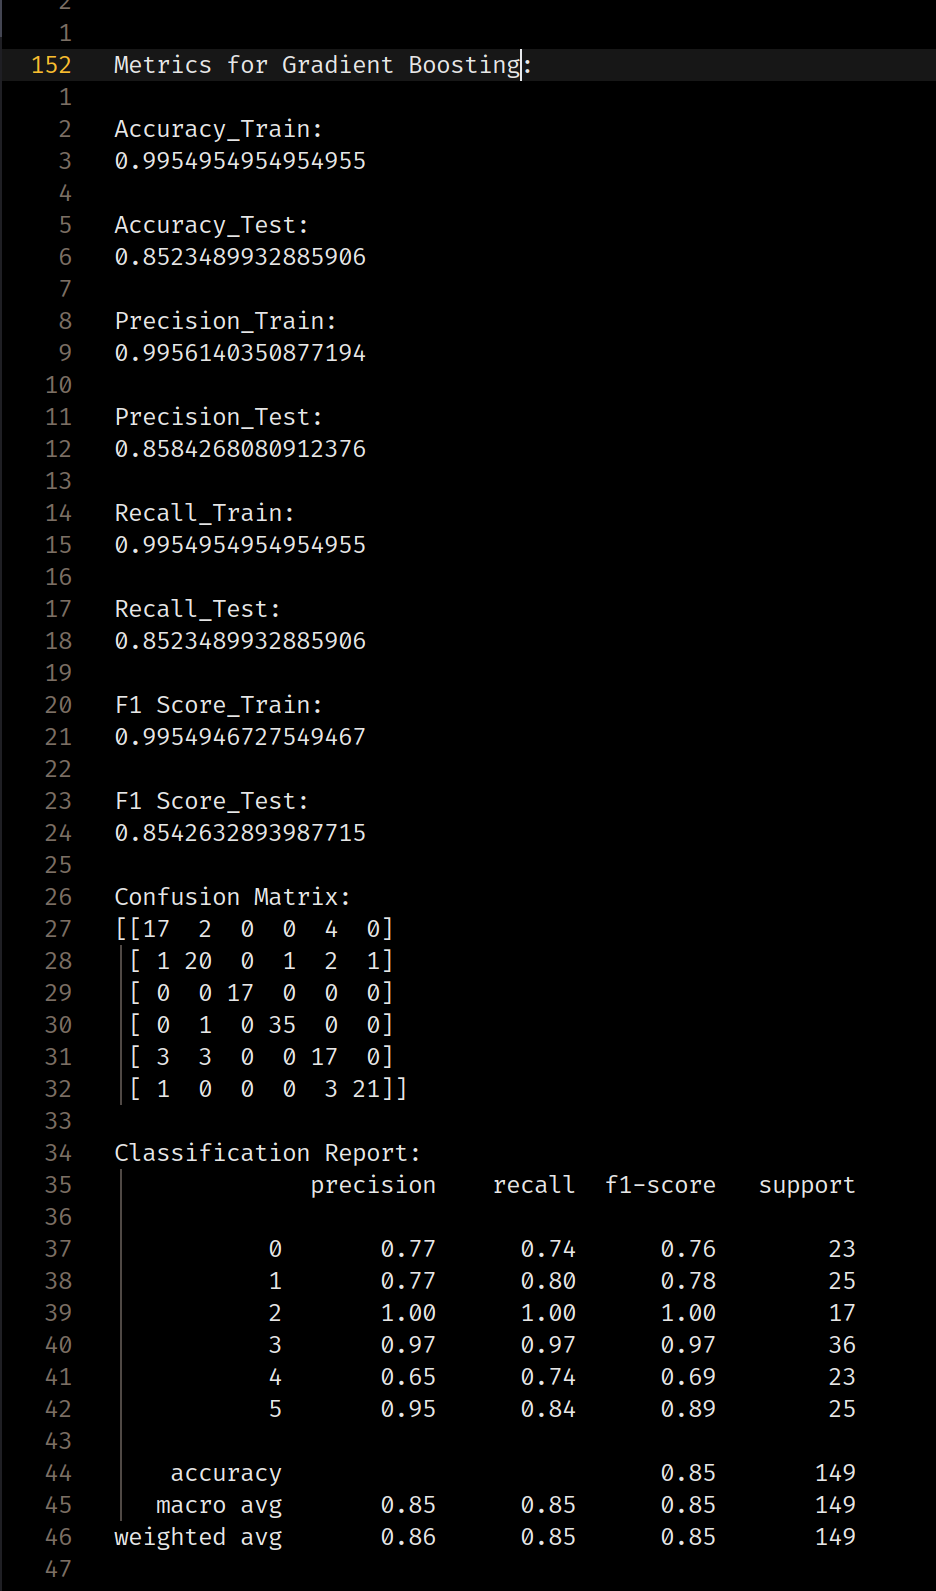 2
1
152 Metrics for Gradient Boosting:
1
2 Accuracy_Train:
3 0.9954954954954955
4
5 Accuracy_Test:
6 0.8523489932885906
7
8 Precision_Train:
9 0.9956140350877194
10
11 Precision_Test:
12 0.8584268080912376
13
14 Recall_Train:
15 0.9954954954954955
16
17 Recall_Test:
18 0.8523489932885906
19
20 F1 Score_Train:
21 0.9954946727549467
22
23 F1 Score_Test:
24 0.8542632893987715
25
26 Confusion Matrix:
27 [[17 2 0 0 4 0]
28 [ 1 20 0 1 2 1]
29 [ 0 0 17 0 0 0]
30 [ 0 1 0 35 0 0]
31 [ 3 3 0 0 17 0]
32 [ 1 0 0 0 3 21]]
33
34 Classification Report:
35 precision recall f1-score support
36
37 0 0.77 0.74 0.76 23
38 1 0.77 0.80 0.78 25
39 2 1.00 1.00 1.00 17
40 3 0.97 0.97 0.97 36
41 4 0.65 0.74 0.69 23
42 5 0.95 0.84 0.89 25
43
44 accuracy 0.85 149
45 macro avg 0.85 0.85 0.85 149
46 weighted avg 0.86 0.85 0.85 149
47